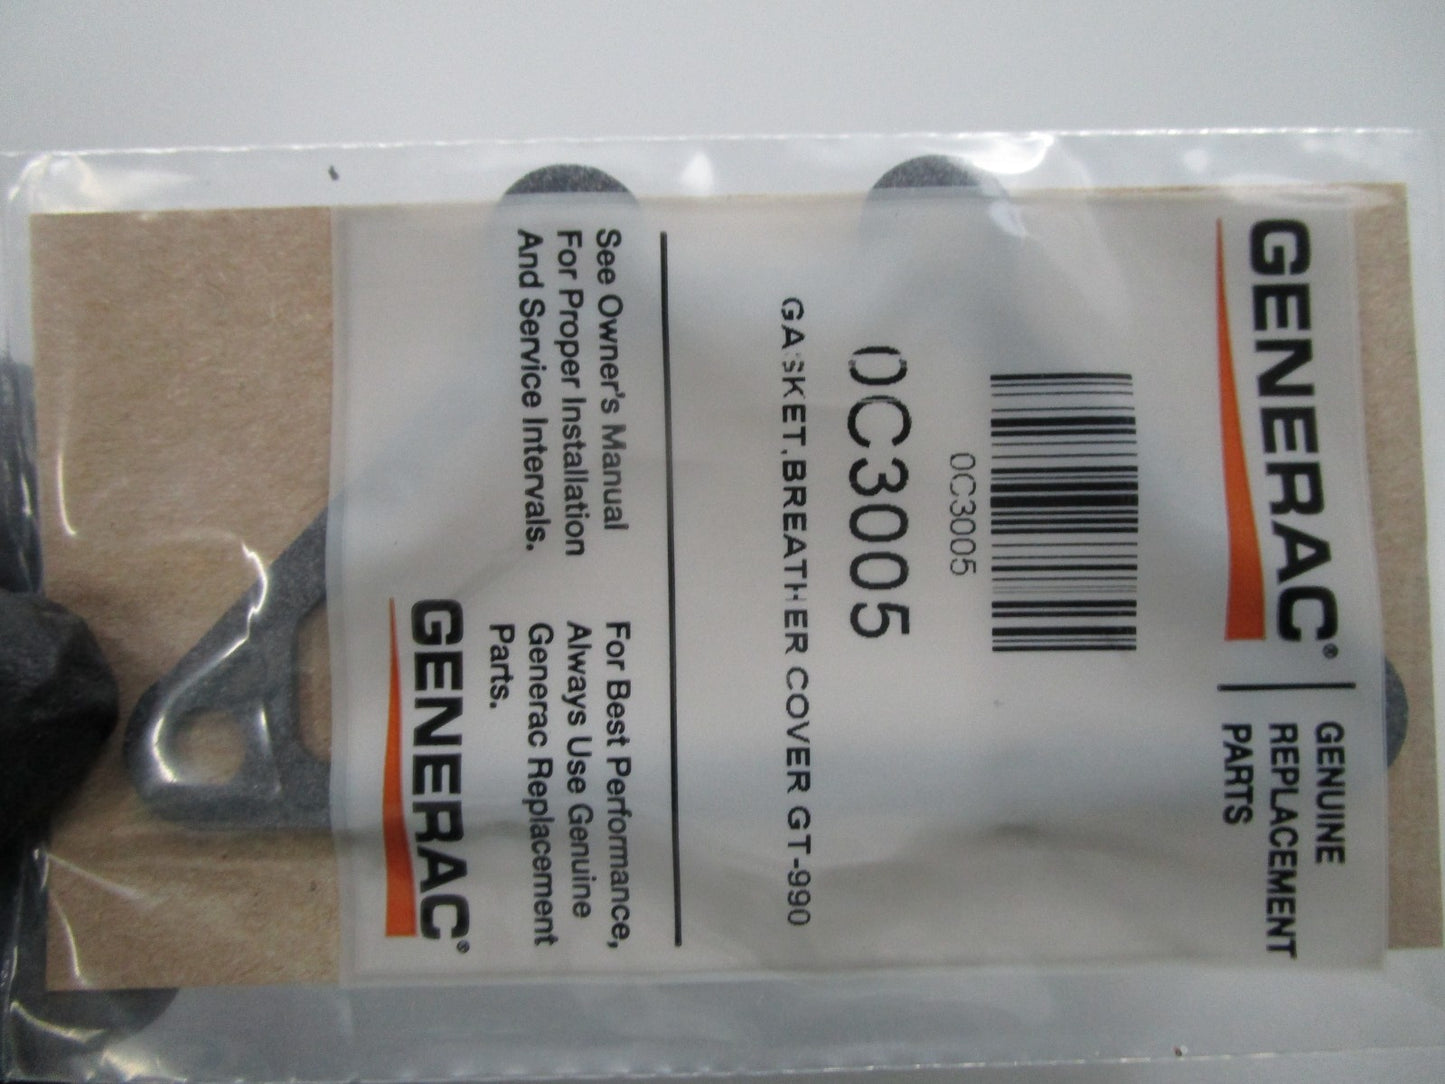 GENERAC®
GENUINE
REPLACEMENT
PARTS
0C3005
0C3005
GASKET,BREATHER COVER GT-990
See Owner's Manual
For Proper Installation
And Service Intervals.
For Best Performance,
Always Use Genuine
Generac Replacement
Parts.
GENERAC®